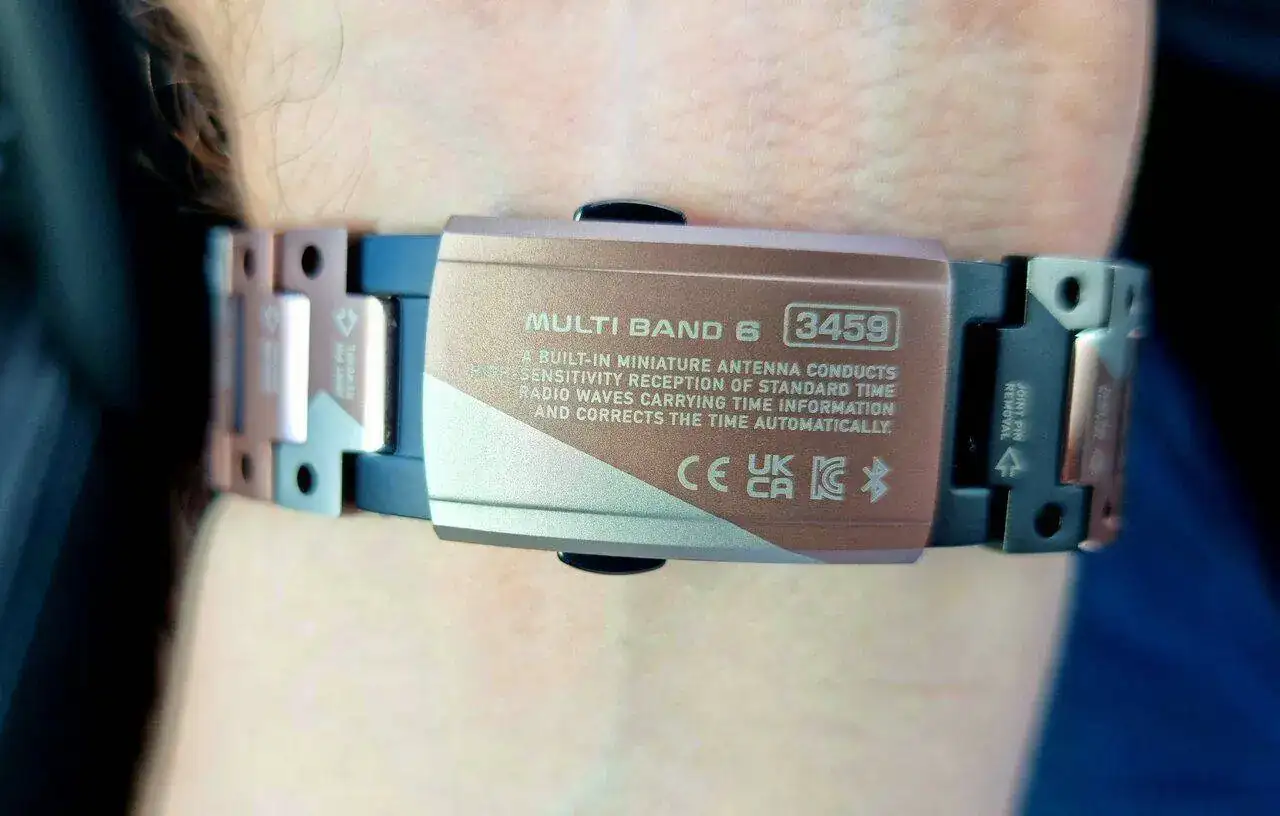 MULTI BAND 6 3459
A BUILT-IN MINIATURE ANTENNA CONDUCTS
SENSITIVITY RECEPTION OF STANDARD TIME
RADIO WAVES CARRYING TIME INFORMATION
AND CORRECTS THE TIME AUTOMATICALLY.
CE UK CA KC
JOINT PIN
REMOVAL